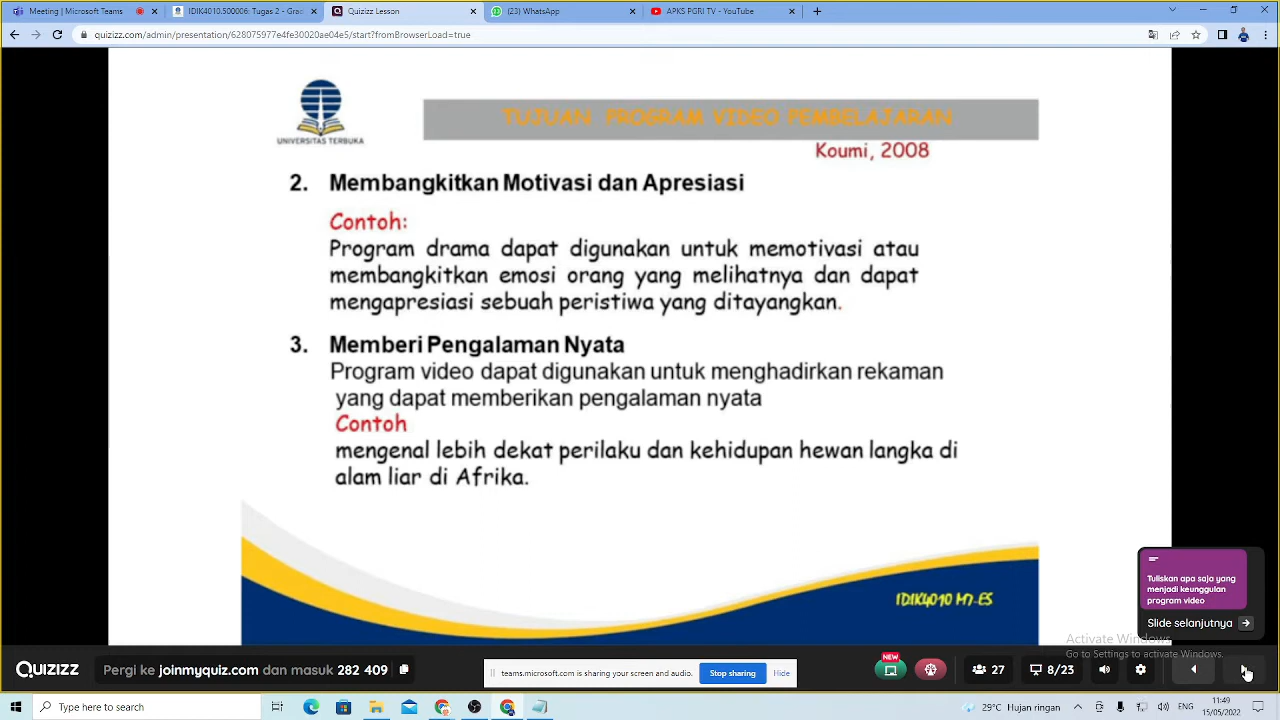 Meeting | Microsoft Teams
IDIK4010.500006: Tugas 2 - Grad
Quizizz Lesson
(23) WhatsApp
APKS PGRI TV - YouTube
quizizz.com/admin/presentation/628075977e4fe30020ae04e5/start?fromBrowserLoad=true
UNIVERSITAS TERBUKA
TUJUAN PROGRAM VIDEO PEMBELAJARAN
Koumi, 2008
2. Membangkitkan Motivasi dan Apresiasi
Contoh:
Program drama dapat digunakan untuk memotivasi atau
membangkitkan emosi orang yang melihatnya dan dapat
mengapresiasi sebuah peristiwa yang ditayangkan.
3. Memberi Pengalaman Nyata
Program video dapat digunakan untuk menghadirkan rekaman
yang dapat memberikan pengalaman nyata
Contoh
mengenal lebih dekat perilaku dan kehidupan hewan langka di
alam liar di Afrika.
IDIK4010 M7-ES
Tuliskan apa saja yang
menjadi keunggulan
program video
Slide selanjutnya
Activate Windows
Go to Settings to activate Windows.
Quizizz
Pergi ke joinmyquiz.com dan masuk 282 409
teams.microsoft.com is sharing your screen and audio.
Stop sharing
Hide
NEW
27
8/23
Type here to search
29°C Hujan ringan
ENG
11:49
15/05/2022